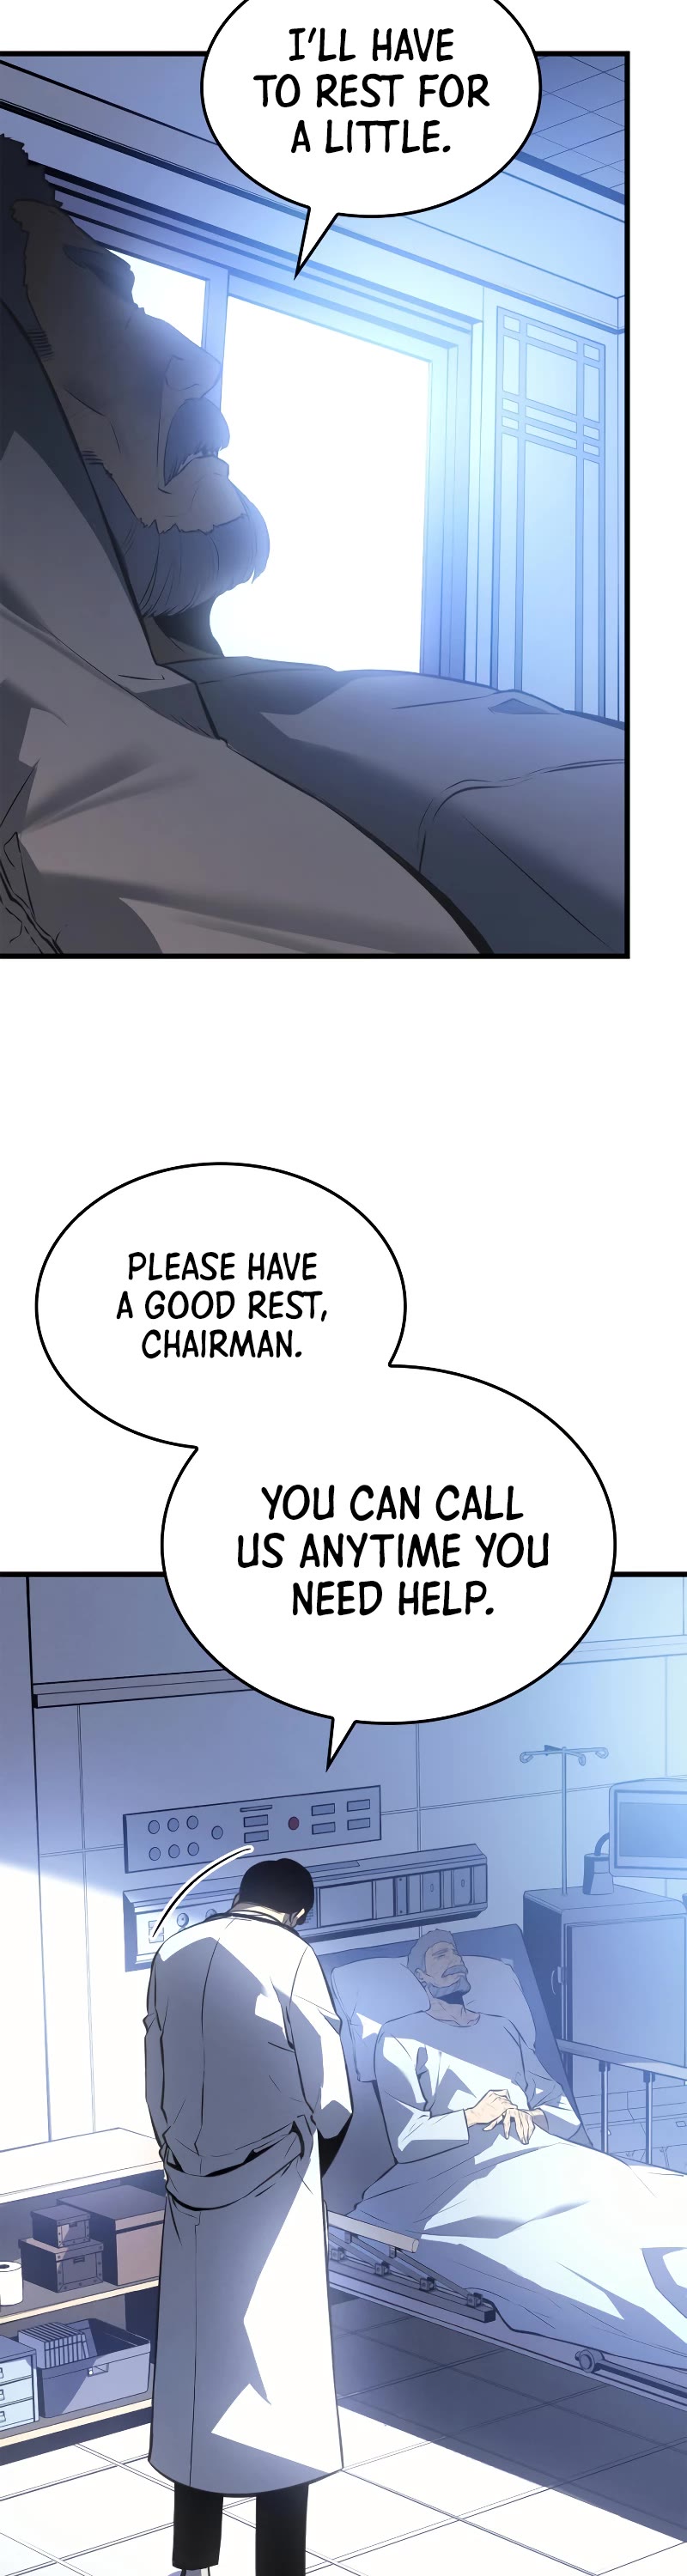 I'LL HAVE
TO REST FOR
A LITTLE.
PLEASE HAVE
A GOOD REST,
CHAIRMAN.
YOU CAN CALL
US ANYTIME YOU
NEED HELP.